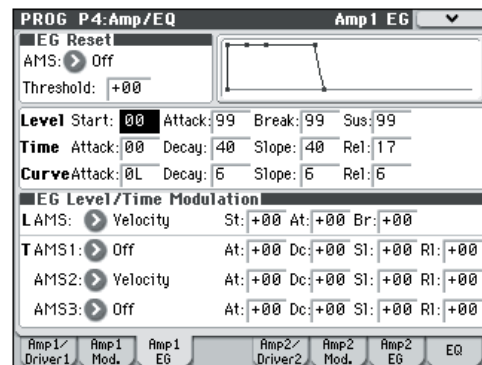 PROG P4:Amp/EQ Amp1 EG
EG Reset
AMS: Off
Threshold: +00
Level Start: 00 Attack: 99 Break: 99 Sus: 99
Time Attack: 00 Decay: 40 Slope: 40 Rel: 17
Curve Attack: 0L Decay: 6 Slope: 6 Rel: 6
EG Level/Time Modulation
L AMS: Velocity St: +00 At: +00 Br: +00
T AMS1: Off At: +00 Dc: +00 Sl: +00 Rl: +00
AMS2: Velocity At: +00 Dc: +00 Sl: +00 Rl: +00
AMS3: Off At: +00 Dc: +00 Sl: +00 Rl: +00
Amp1/ Driver1 Amp1 Mod. Amp1 EG Amp2/ Driver2 Amp2 Mod. Amp2 EG EQ